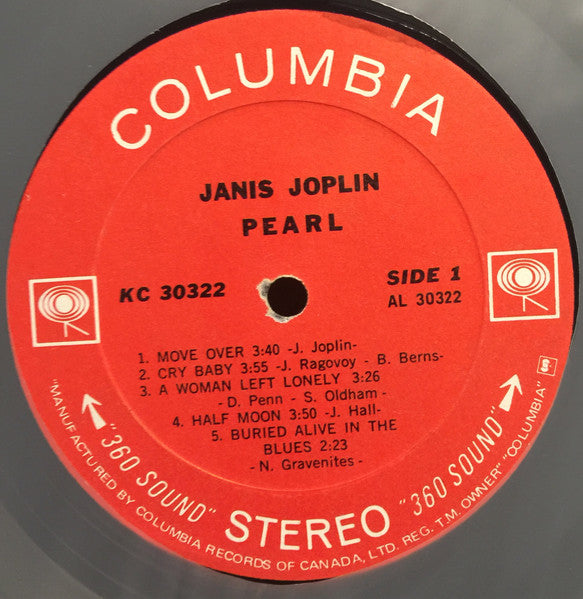 COLUMBIA
JANIS JOPLIN
PEARL
KC 30322
SIDE 1
AL 30322
1. MOVE OVER 3:40 -J. Joplin-
2. CRY BABY 3:55 -J. Ragovoy - B. Berns-
3. A WOMAN LEFT LONELY 3:26
-D. Penn - S. Oldham -
4. HALF MOON 3:50 -J. Hall-
5. BURIED ALIVE IN THE
BLUES 2:23
-N. Gravenites -
"360 SOUND" STEREO "360 SOUND"
"MANUFACTURED BY COLUMBIA RECORDS OF CANADA, LTD. REG. T.M. OWNER" "COLUMBIA"